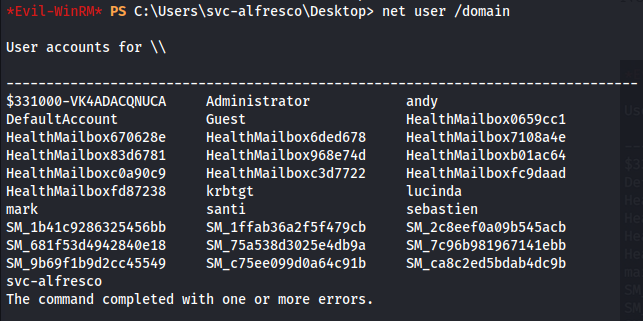 *Evil-WinRM* PS C:\Users\svc-alfresco\Desktop> net user /domain
User accounts for \\
-------------------------------------------------------------------------------
$331000-VK4ADACQNUCA Administrator andy
DefaultAccount Guest HealthMailbox0659cc1
HealthMailbox670628e HealthMailbox6ded678 HealthMailbox7108a4e
HealthMailbox83d6781 HealthMailbox968e74d HealthMailboxb01ac64
HealthMailboxc0a90c9 HealthMailboxc3d7722 HealthMailboxfc9daad
HealthMailboxfd87238 krbtgt lucinda
mark santi sebastien
SM_1b41c9286325456bb SM_1ffab36a2f5f479cb SM_2c8eef0a09b545acb
SM_681f53d4942840e18 SM_75a538d3025e4db9a SM_7c96b981967141ebb
SM_9b69f1b9d2cc45549 SM_c75ee099d0a64c91b SM_ca8c2ed5bdab4dc9b
svc-alfresco
The command completed with one or more errors.